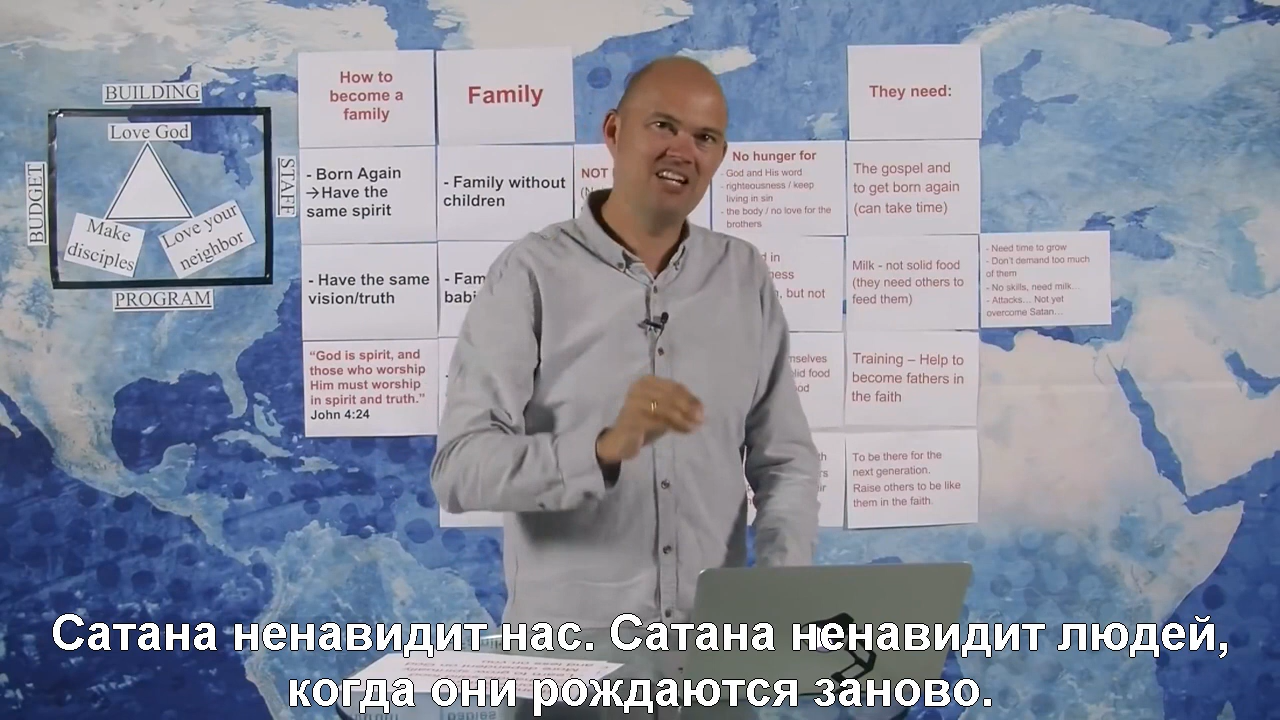 BUILDING
Love God
BUDGET
STAFF
Make
disciples
Love your
neighbor
PROGRAM
How to
become a
family
- Born Again
→Have the
same spirit
- Have the same
vision/truth
“God is spirit, and
those who worship
Him must worship
in spirit and truth.”
John 4:24
Family
- Family without
children
NOT
No hunger for
- God and His word
- righteousness / keep
living in sin
- the body / no love for the
brothers
in
but not
They need:
The gospel and
to get born again
(can take time)
Milk - not solid food
(they need others to
feed them)
Training – Help to
become fathers in
the faith
To be there for the
next generation.
Raise others to be like
them in the faith.
- Need time to grow
- Don't demand too much
of them
- No skills, need milk...
- Attacks... Not yet
overcome Satan...
Сатана ненавидит нас. Сатана ненавидит людей,
когда они рождаются заново.